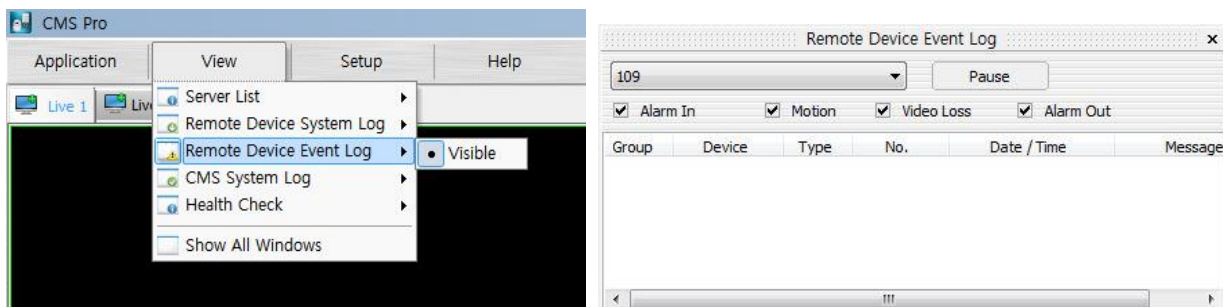 CMS Pro
Application View Setup Help
Live 1 Liv
Server List
Remote Device System Log
Remote Device Event Log
Visible
CMS System Log
Health Check
Show All Windows
Remote Device Event Log
109 Pause
Alarm In Motion Video Loss Alarm Out
Group Device Type No. Date / Time Message